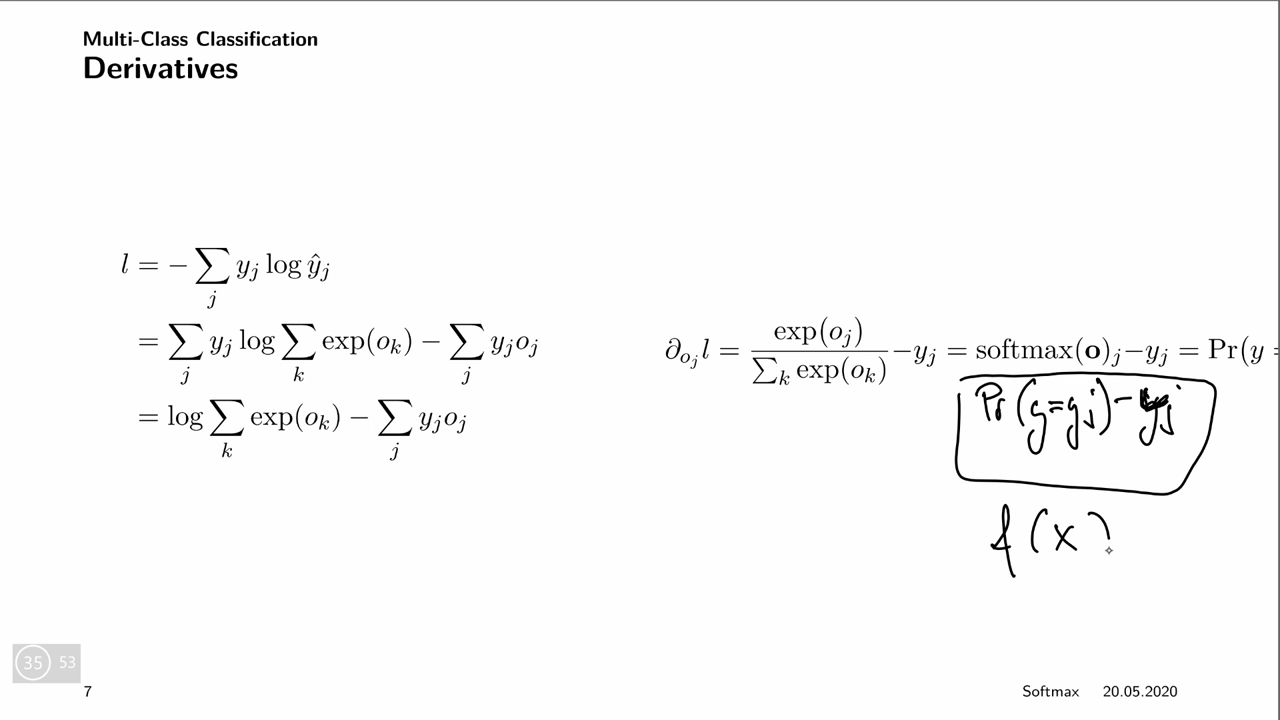 Multi-Class Classification
Derivatives
l = − ∑_j y_j log ŷ_j
= ∑_j y_j log ∑_k exp(o_k) − ∑_j y_j o_j
= log ∑_k exp(o_k) − ∑_j y_j o_j
∂_{o_j} l = exp(o_j) / ∑_k exp(o_k) − y_j = softmax(𝐨)_j − y_j = Pr(y =
Pr(y=y_j) − y_j
f(x)
35 53
7
Softmax 20.05.2020